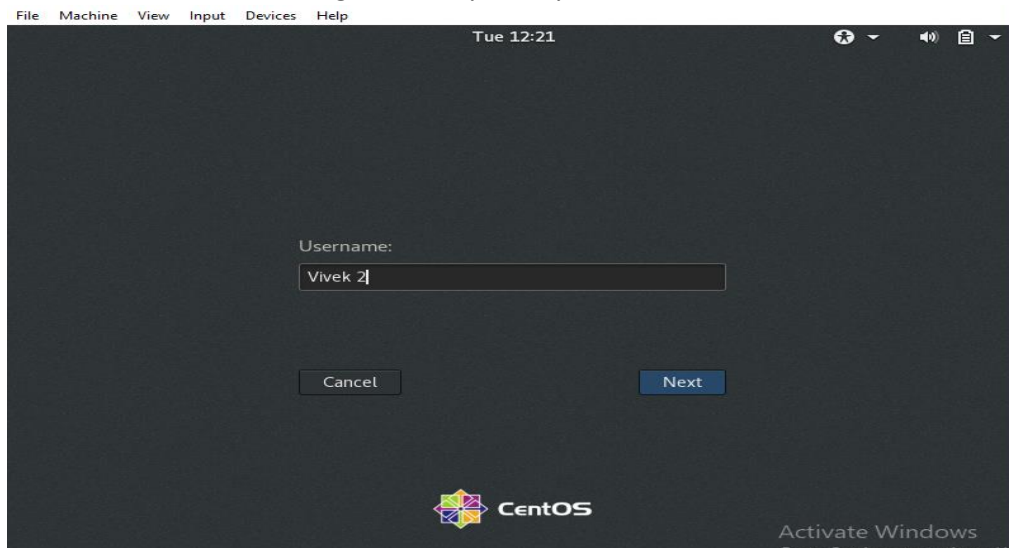 File Machine View Input Devices Help
Tue 12:21
Username:
Vivek 2
Cancel Next
CentOS
Activate Windows